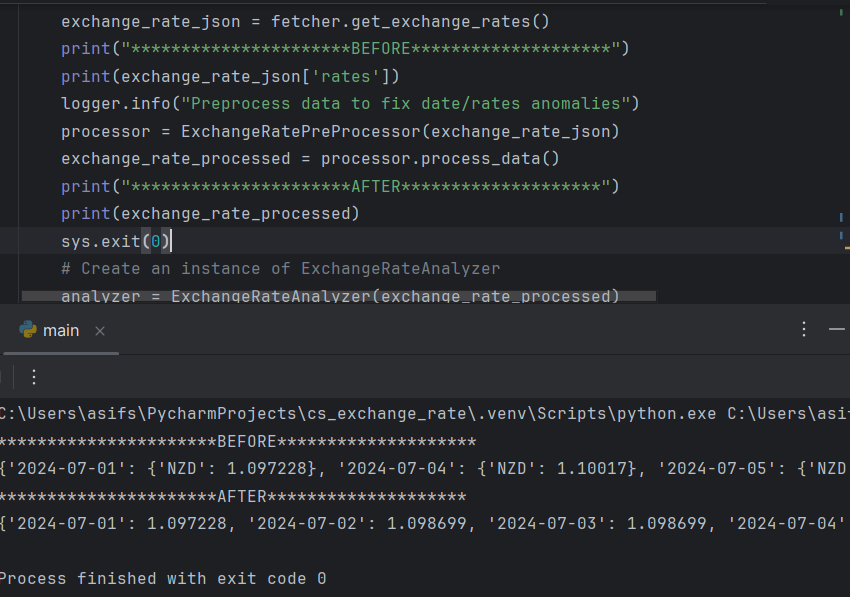 exchange_rate_json = fetcher.get_exchange_rates()
print("**********************BEFORE********************")
print(exchange_rate_json['rates'])
logger.info("Preprocess data to fix date/rates anomalies")
processor = ExchangeRatePreProcessor(exchange_rate_json)
exchange_rate_processed = processor.process_data()
print("**********************AFTER********************")
print(exchange_rate_processed)
sys.exit(0)
# Create an instance of ExchangeRateAnalyzer
analyzer = ExchangeRateAnalyzer(exchange_rate_processed)
main
C:\Users\asifs\PycharmProjects\cs_exchange_rate\.venv\Scripts\python.exe C:\Users\asif
**********************BEFORE********************
{'2024-07-01': {'NZD': 1.097228}, '2024-07-04': {'NZD': 1.10017}, '2024-07-05': {'NZD
**********************AFTER********************
{'2024-07-01': 1.097228, '2024-07-02': 1.098699, '2024-07-03': 1.098699, '2024-07-04'
Process finished with exit code 0